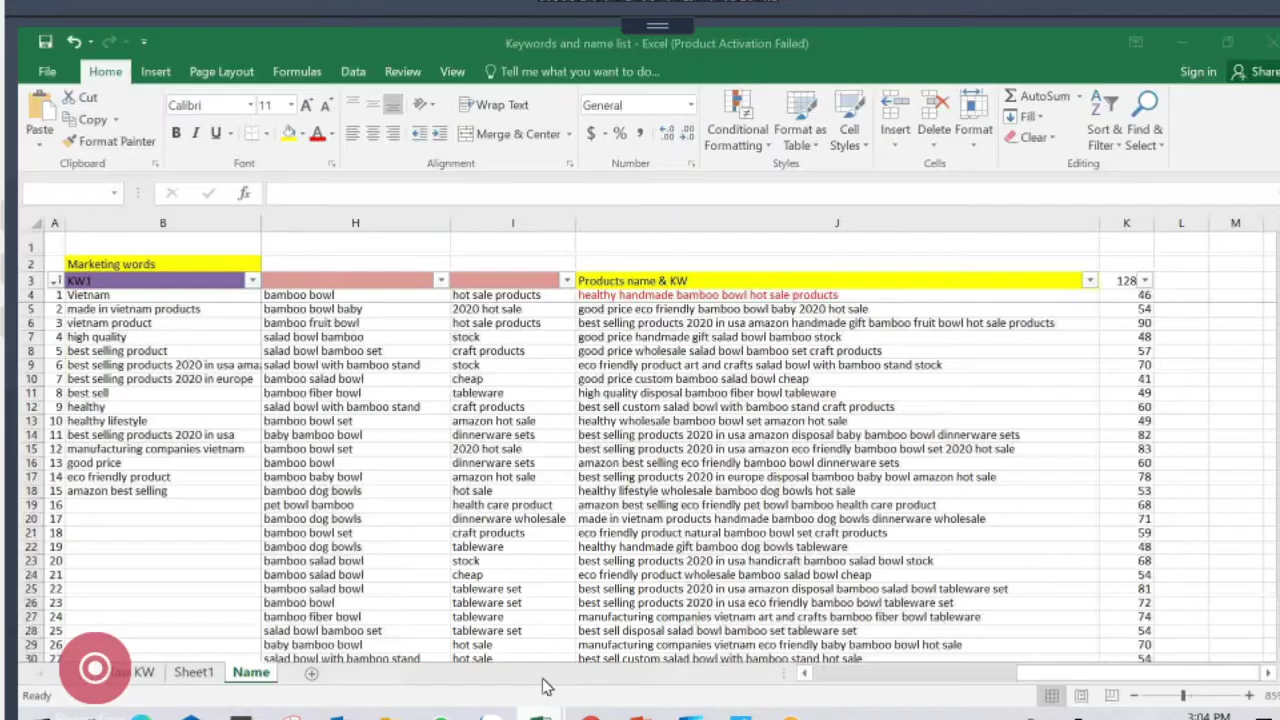 Keywords and name list - Excel (Product Activation Failed)
File Home Insert Page Layout Formulas Data Review View Tell me what you want to do... Sign in Share
Cut Calibri 11 Wrap Text General AutoSum
Copy Fill
Paste Format Painter B I U Merge & Center $ % Conditional Formatting Format as Table Cell Styles Insert Delete Format Clear Sort & Filter Find & Select
Clipboard Font Alignment Number Styles Cells Editing
fx
A B H I J K L M
1
2 Marketing words
3 KW1 Products name & KW 128
4 1 Vietnam bamboo bowl hot sale products healthy handmade bamboo bowl hot sale products 46
5 2 made in vietnam products bamboo bowl baby 2020 hot sale good price eco friendly bamboo bowl baby 2020 hot sale 54
6 3 vietnam product bamboo fruit bowl hot sale products best selling products 2020 in usa amazon handmade gift bamboo fruit bowl hot sale products 90
7 4 high quality salad bowl bamboo stock good price handmade gift salad bowl bamboo stock 48
8 5 best selling product salad bowl bamboo set craft products good price wholesale salad bowl bamboo set craft products 57
9 6 best selling products 2020 in usa ama salad bowl with bamboo stand stock eco friendly product art and crafts salad bowl with bamboo stand stock 70
10 7 best selling products 2020 in europe bamboo salad bowl cheap good price custom bamboo salad bowl cheap 41
11 8 best sell bamboo fiber bowl tableware high quality disposal bamboo fiber bowl tableware 49
12 9 healthy salad bowl with bamboo stand craft products best sell custom salad bowl with bamboo stand craft products 60
13 10 healthy lifestyle bamboo bowl set amazon hot sale healthy wholesale bamboo bowl set amazon hot sale 49
14 11 best selling products 2020 in usa baby bamboo bowl dinnerware sets best selling products 2020 in usa amazon disposal baby bamboo bowl dinnerware sets 82
15 12 manufacturing companies vietnam bamboo bowl set 2020 hot sale best selling products 2020 in usa amazon eco friendly bamboo bowl set 2020 hot sale 83
16 13 good price bamboo bowl dinnerware sets amazon best selling eco friendly bamboo bowl dinnerware sets 60
17 14 eco friendly product bamboo baby bowl amazon hot sale best selling products 2020 in europe disposal bamboo baby bowl amazon hot sale 78
18 15 amazon best selling bamboo dog bowls hot sale healthy lifestyle wholesale bamboo dog bowls hot sale 53
19 16 pet bowl bamboo health care product amazon best selling eco friendly pet bowl bamboo health care product 68
20 17 bamboo dog bowls dinnerware wholesale made in vietnam products handmade bamboo dog bowls dinnerware wholesale 71
21 18 bamboo bowl set craft products eco friendly product natural bamboo bowl set craft products 59
22 19 bamboo dog bowls tableware healthy handmade gift bamboo dog bowls tableware 48
23 20 bamboo salad bowl stock best selling products 2020 in usa handicraft bamboo salad bowl stock 68
24 21 bamboo salad bowl cheap eco friendly product wholesale bamboo salad bowl cheap 54
25 22 bamboo salad bowl tableware set best selling products 2020 in usa amazon disposal bamboo salad bowl tableware set 81
26 23 bamboo bowl tableware set best selling products 2020 in usa eco friendly bamboo bowl tableware set 72
27 24 bamboo fiber bowl tableware manufacturing companies vietnam art and crafts bamboo fiber bowl tableware 74
28 25 salad bowl bamboo set tableware set best sell disposal salad bowl bamboo set tableware set 54
29 26 baby bamboo bowl hot sale manufacturing companies vietnam eco friendly baby bamboo bowl hot sale 70
30 27 salad bowl with bamboo stand hot sale best sell custom salad bowl with bamboo stand hot sale 54
KW Sheet1 Name
Ready 85%
3:04 PM